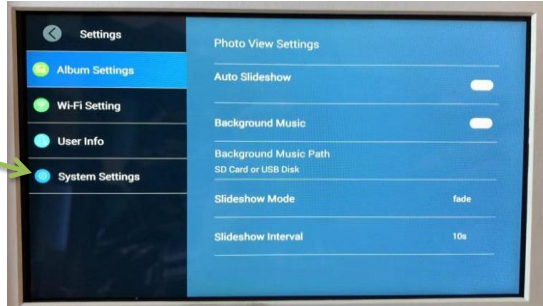 Settings
Album Settings
Wi-Fi Setting
User Info
System Settings
Photo View Settings
Auto Slideshow
Background Music
Background Music Path
SD Card or USB Disk
Slideshow Mode fade
Slideshow Interval 10s